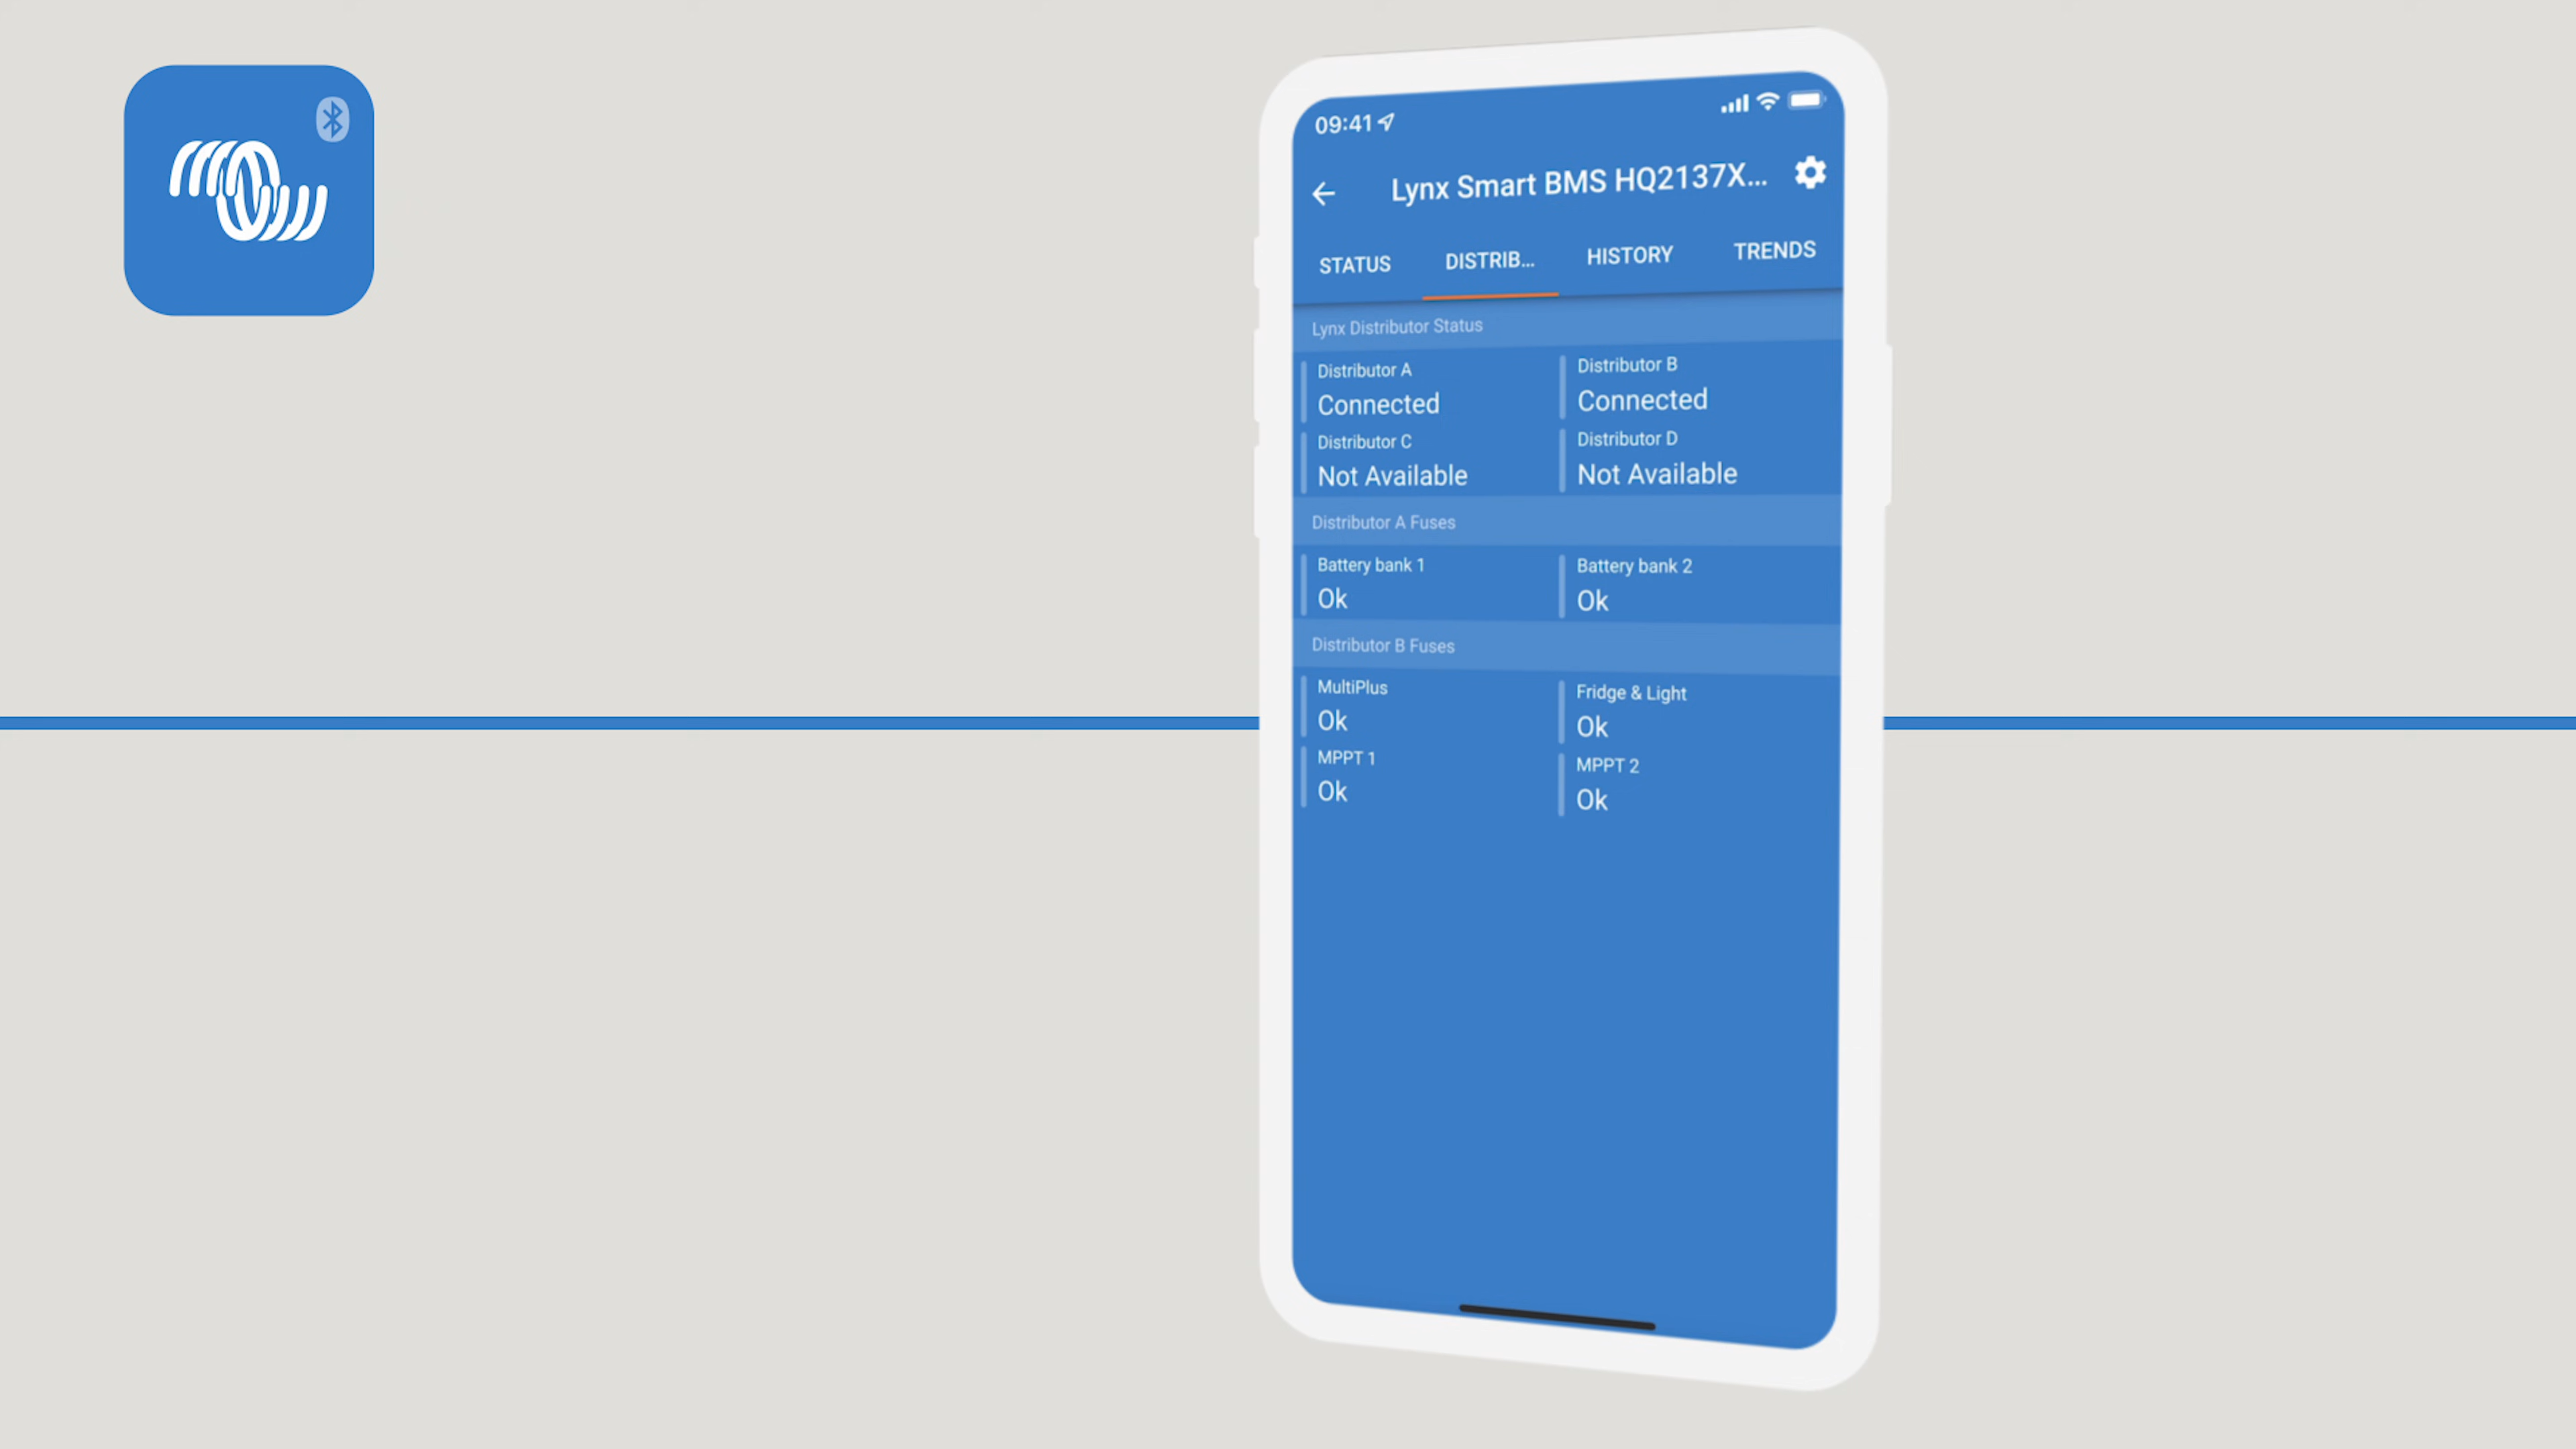 09:41
Lynx Smart BMS HQ2137X...
STATUS DISTRIB... HISTORY TRENDS
Lynx Distributor Status
Distributor A Distributor B
Connected Connected
Distributor C Distributor D
Not Available Not Available
Distributor A Fuses
Battery bank 1 Battery bank 2
Ok Ok
Distributor B Fuses
MultiPlus Fridge & Light
Ok Ok
MPPT 1 MPPT 2
Ok Ok